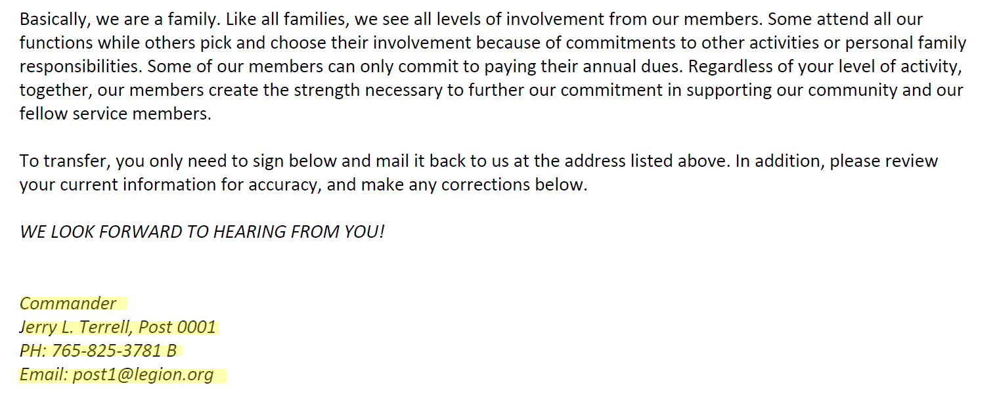 Basically, we are a family. Like all families, we see all levels of involvement from our members. Some attend all our
functions while others pick and choose their involvement because of commitments to other activities or personal family
responsibilities. Some of our members can only commit to paying their annual dues. Regardless of your level of activity,
together, our members create the strength necessary to further our commitment in supporting our community and our
fellow service members.
To transfer, you only need to sign below and mail it back to us at the address listed above. In addition, please review
your current information for accuracy, and make any corrections below.
WE LOOK FORWARD TO HEARING FROM YOU!
Commander
Jerry L. Terrell, Post 0001
PH: 765-825-3781 B
Email: post1@legion.org